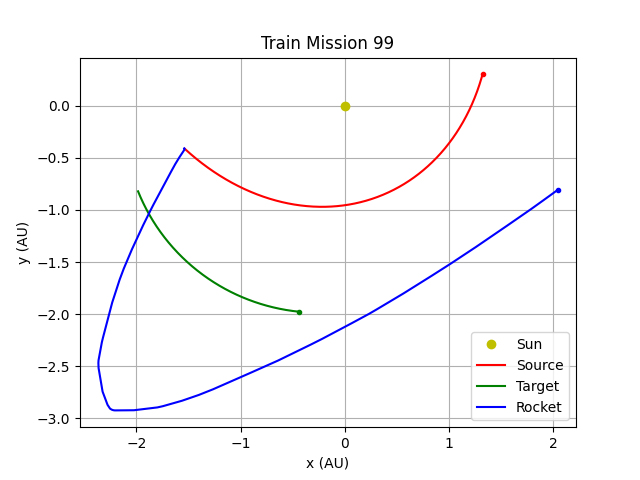 Train Mission 99
0.0
−0.5
−1.0
−1.5
−2.0
−2.5
−3.0
y (AU)
Sun
Source
Target
Rocket
−2
−1
0
1
2
x (AU)